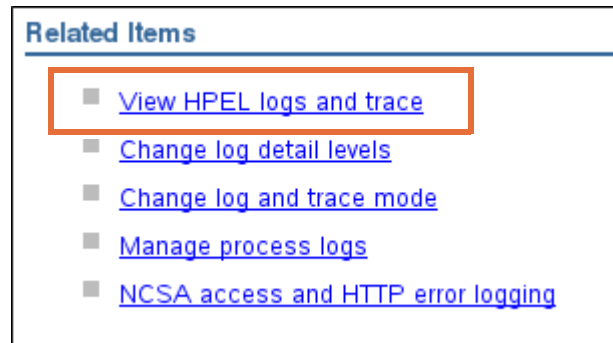 Related Items
View HPEL logs and trace
Change log detail levels
Change log and trace mode
Manage process logs
NCSA access and HTTP error logging